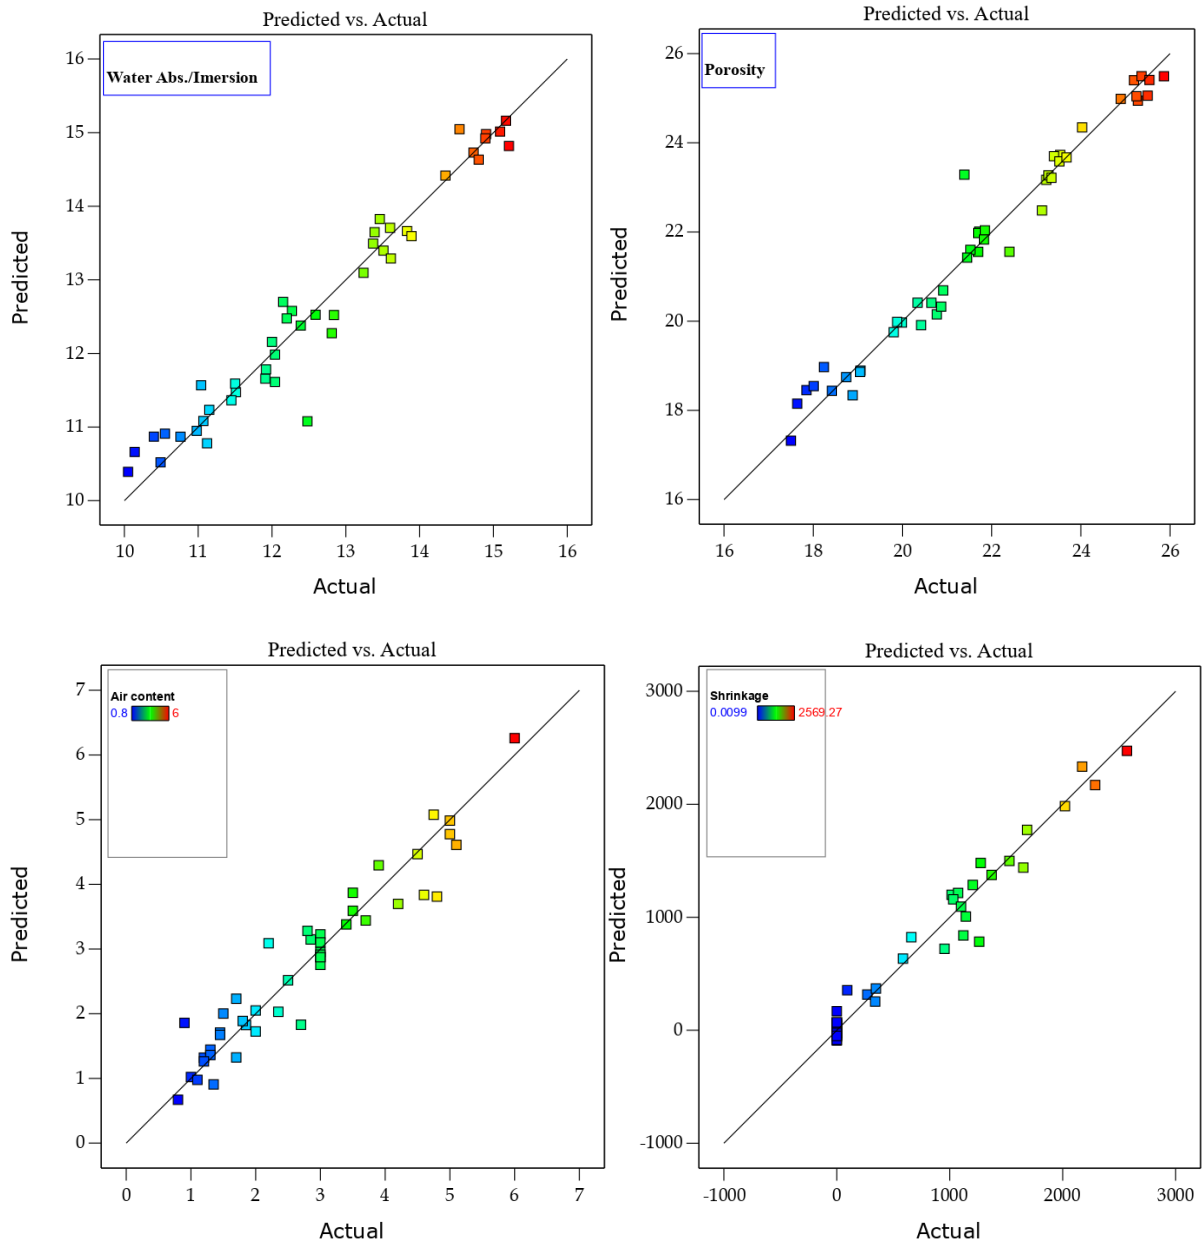 Predicted vs. Actual
Water Abs./Imersion
16
15
14
13
12
11
10
Predicted
10 11 12 13 14 15 16
Actual
Predicted vs. Actual
Porosity
26
24
22
20
18
16
Predicted
16 18 20 22 24 26
Actual
Predicted vs. Actual
Air content
0.8 6
7
6
5
4
3
2
1
0
Predicted
0 1 2 3 4 5 6 7
Actual
Predicted vs. Actual
Shrinkage
0.0099 2569.27
3000
2000
1000
0
-1000
Predicted
-1000 0 1000 2000 3000
Actual